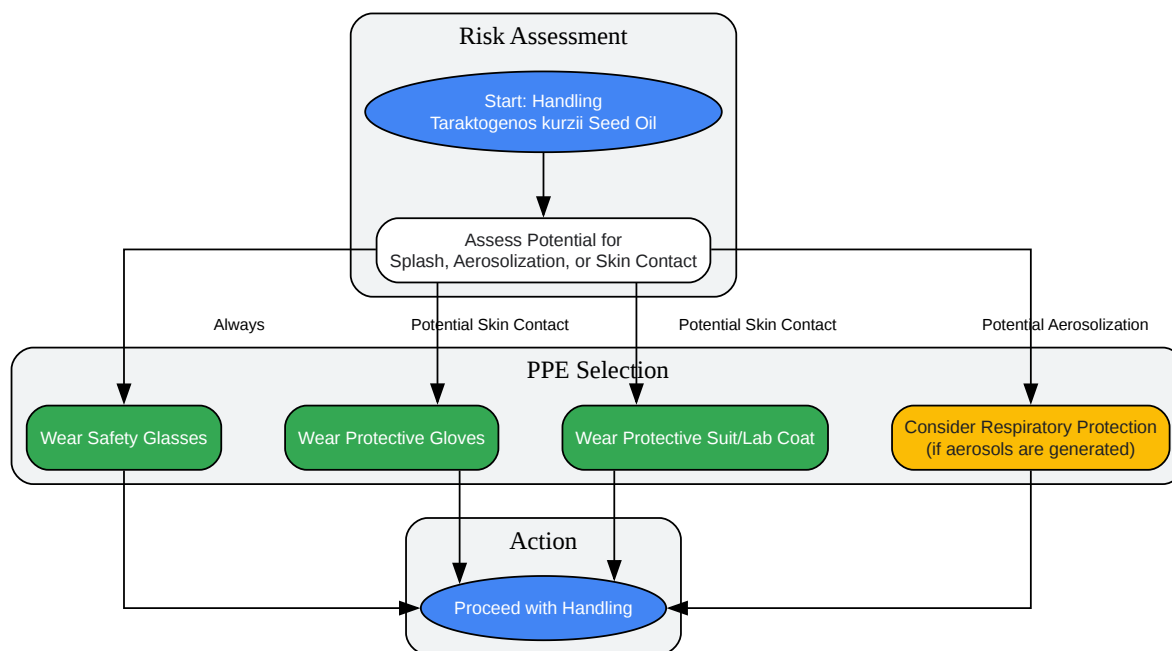 Risk Assessment
Start: Handling
Taraktogenos kurzii Seed Oil
Assess Potential for
Splash, Aerosolization, or Skin Contact
Always
Potential Skin Contact
Potential Skin Contact
Potential Aerosolization
PPE Selection
Wear Safety Glasses
Wear Protective Gloves
Wear Protective Suit/Lab Coat
Consider Respiratory Protection
(if aerosols are generated)
Action
Proceed with Handling